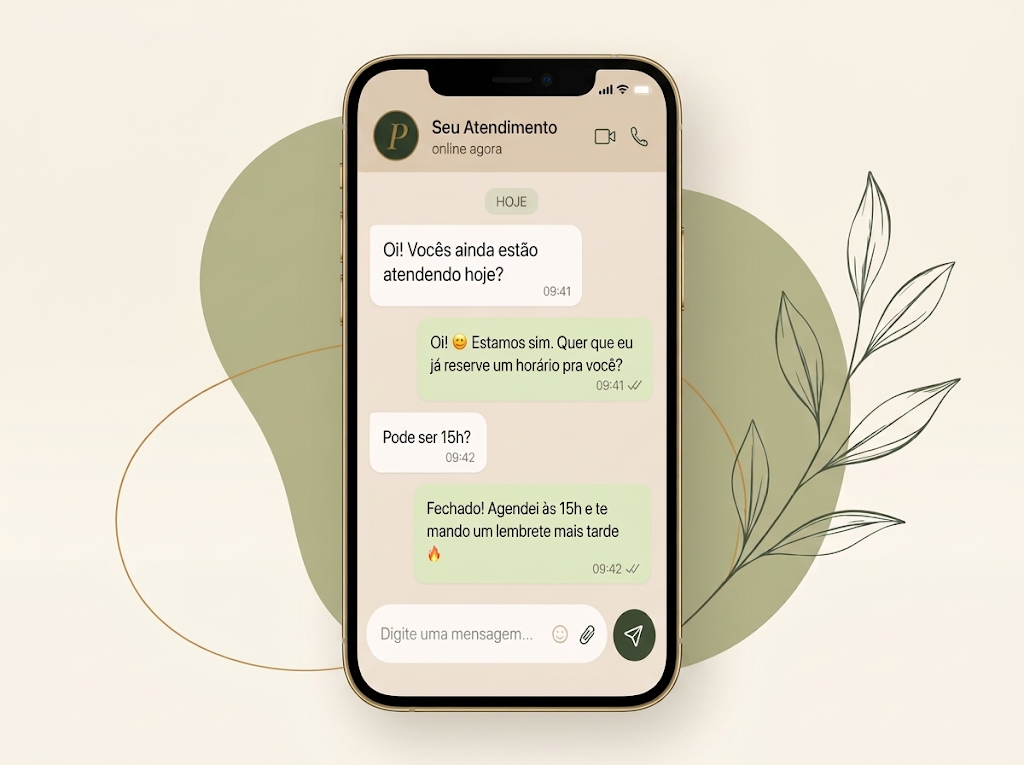 P
Seu Atendimento
online agora
HOJE
Oi! Vocês ainda estão
atendendo hoje?
09:41
Oi! 😊 Estamos sim. Quer que eu
já reserve um horário pra você?
09:41
Pode ser 15h?
09:42
Fechado! Agendei às 15h e te
mando um lembrete mais tarde
🔥
09:42
Digite uma mensagem...